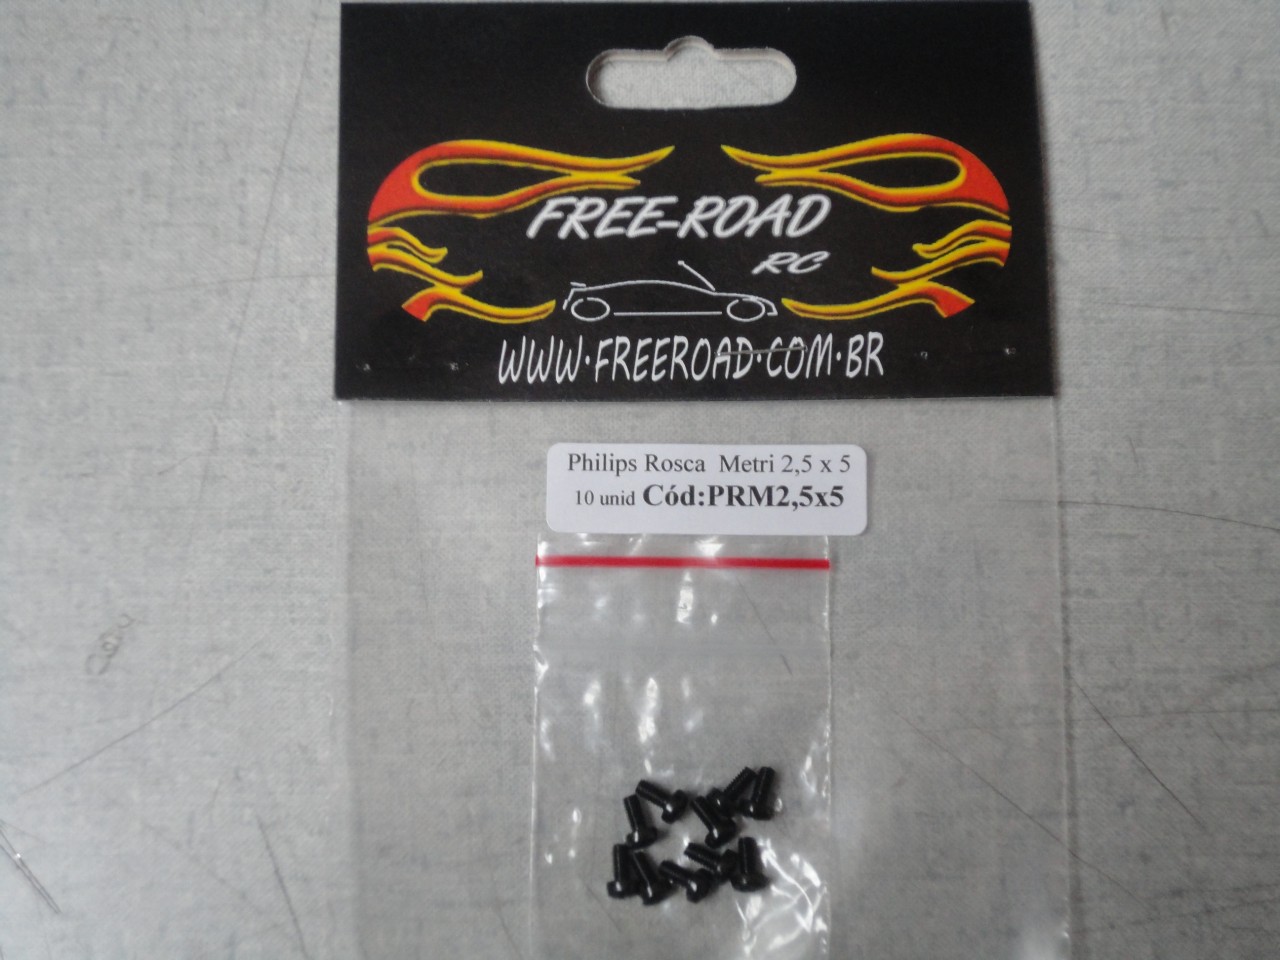 FREE-ROAD
RC
WWW.FREEROAD.COM.BR
Philips Rosca Metri 2,5 x 5
10 unid Cód:PRM2,5x5